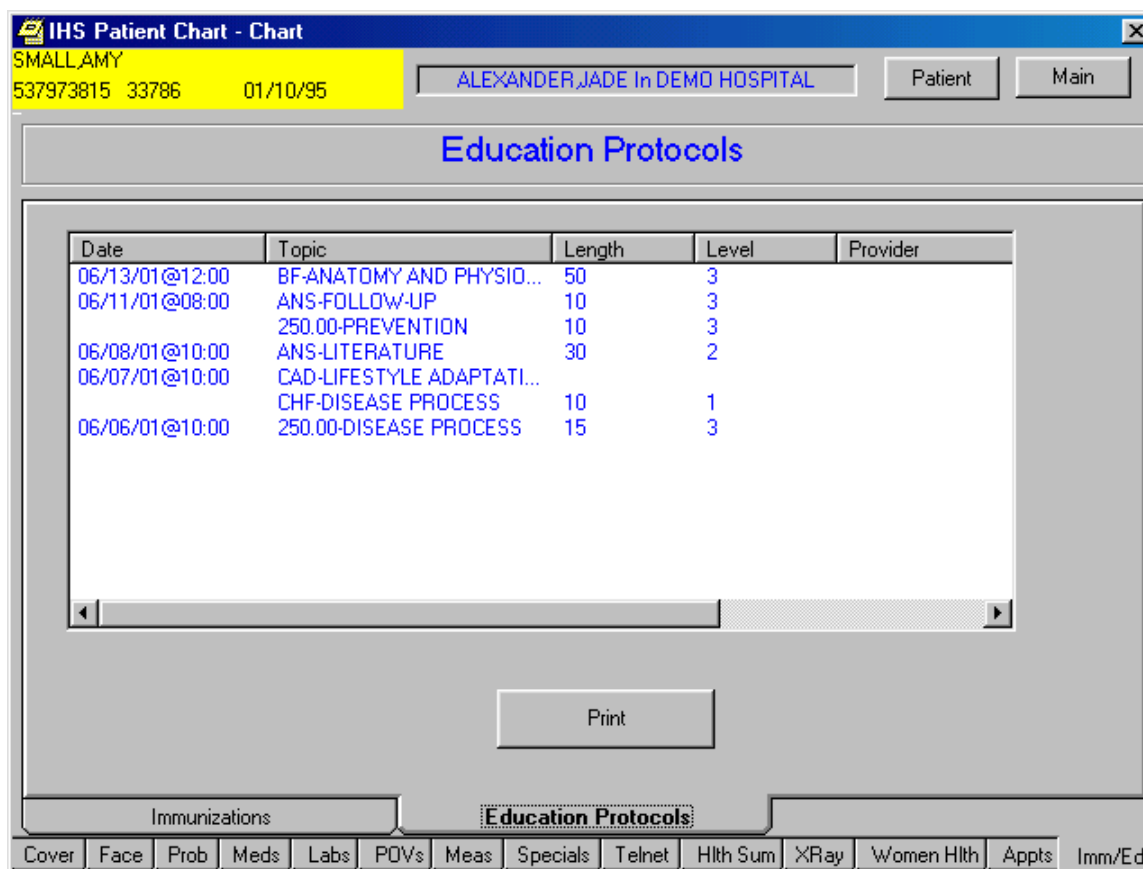 IHS Patient Chart - Chart
SMALL,AMY
537973815 33786 01/10/95
ALEXANDER,JADE In DEMO HOSPITAL
Patient
Main
Education Protocols
Date Topic Length Level Provider
06/13/01@12:00 BF-ANATOMY AND PHYSIO... 50 3
06/11/01@08:00 ANS-FOLLOW-UP 10 3
250.00-PREVENTION 10 3
06/08/01@10:00 ANS-LITERATURE 30 2
06/07/01@10:00 CAD-LIFESTYLE ADAPTATI...
CHF-DISEASE PROCESS 10 1
06/06/01@10:00 250.00-DISEASE PROCESS 15 3
Print
Immunizations Education Protocols
Cover Face Prob Meds Labs POVs Meas Specials Telnet Hlth Sum XRay Women Hlth Appts Imm/Ed